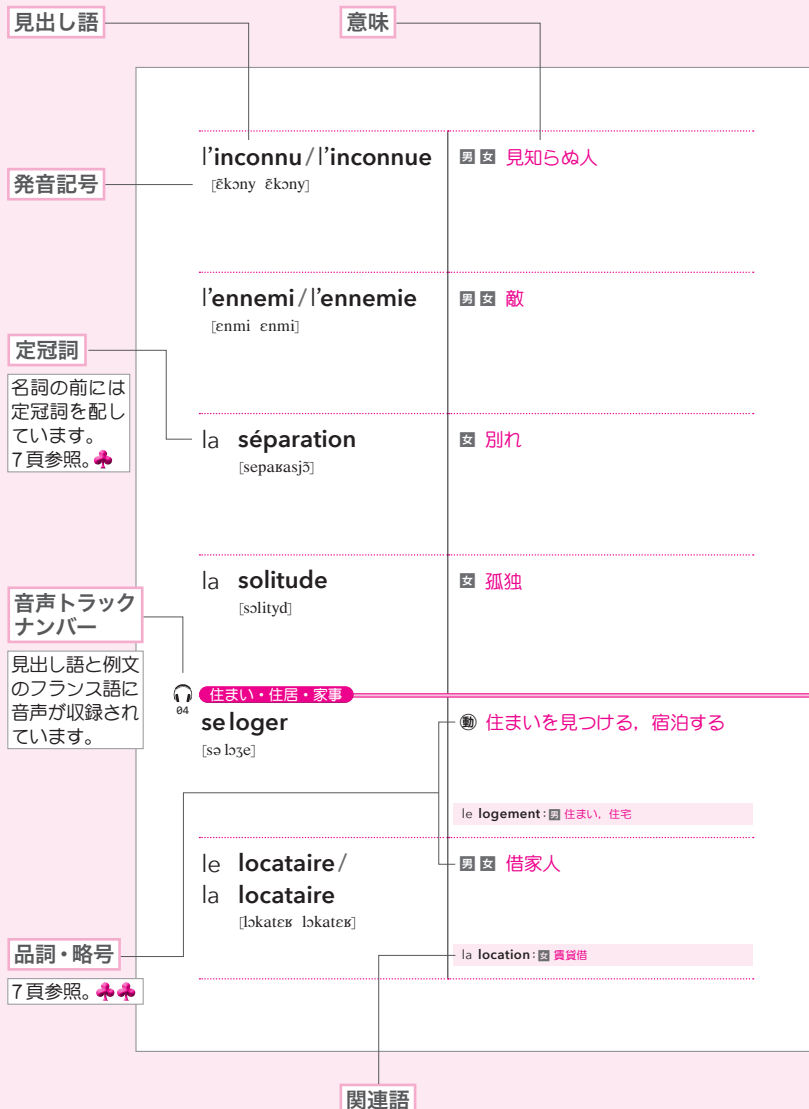 見出し語 意味
l'inconnu / l'inconnue 男 女 見知らぬ人
発音記号 [ɛ̃kɔny ɛ̃kɔny]
l'ennemi / l'ennemie 男 女 敵
[ɛnmi ɛnmi]
定冠詞
名詞の前には
定冠詞を配し
ています。
7頁参照。♣
la séparation 女 別れ
[separasjɔ̃]
la solitude 女 孤独
[sɔlityd]
音声トラック
ナンバー
見出し語と例文
のフランス語に
音声が収録され
ています。
04 住まい・住居・家事
se loger 動 住まいを見つける，宿泊する
[sə lɔʒe]
le logement：男 住まい，住宅
le locataire / 男 女 借家人
la locataire
[lɔkatɛʀ lɔkatɛʀ]
品詞・略号 la location：女 賃貸借
7頁参照。♣♣
関連語